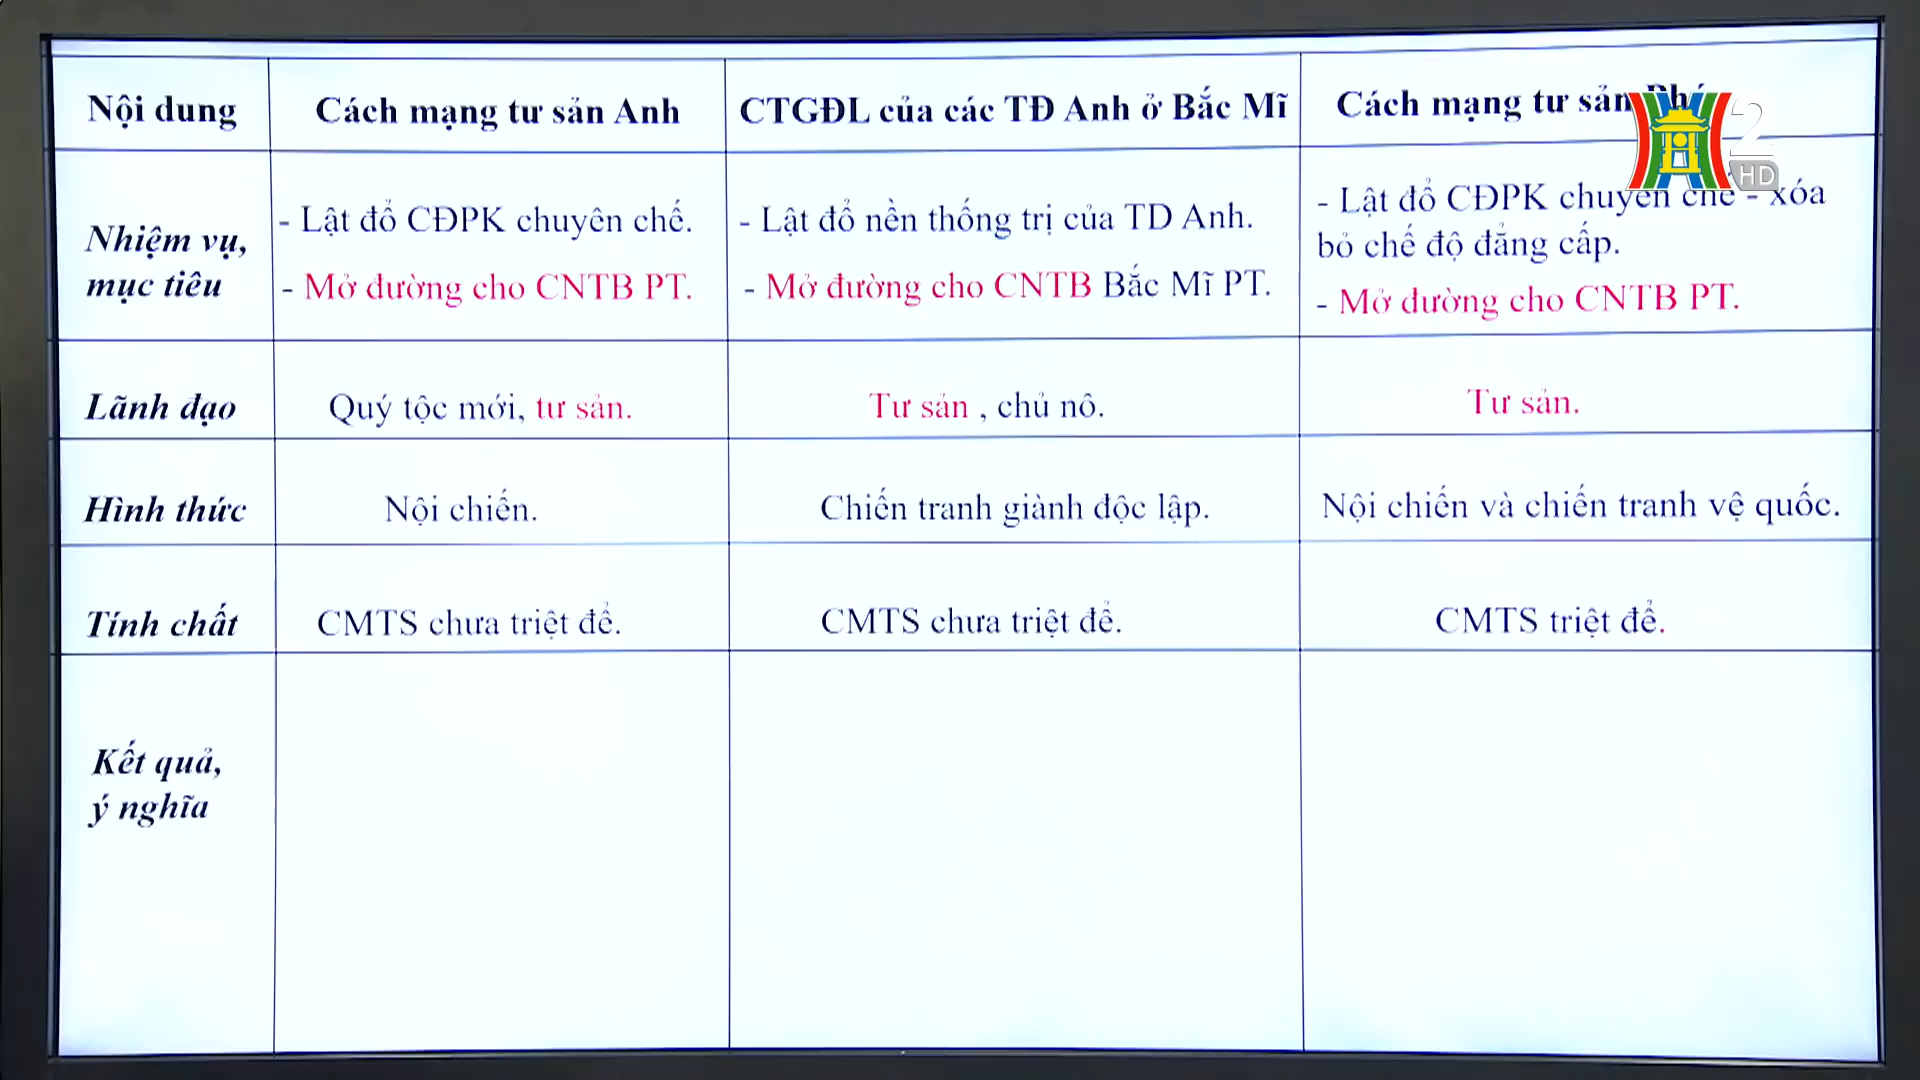 Nội dung
Cách mạng tư sản Anh
CTGĐL của các TĐ Anh ở Bắc Mĩ
Cách mạng tư sản
2
HD
Nhiệm vụ,
mục tiêu
- Lật đổ CĐPK chuyên chế.
- Mở đường cho CNTB PT.
- Lật đổ nền thống trị của TD Anh.
- Mở đường cho CNTB Bắc Mĩ PT.
- Lật đổ CĐPK chuyên chế - xóa
bỏ chế độ đẳng cấp.
- Mở đường cho CNTB PT.
Lãnh đạo
Quý tộc mới, tư sản.
Tư sản , chủ nô.
Tư sản.
Hình thức
Nội chiến.
Chiến tranh giành độc lập.
Nội chiến và chiến tranh vệ quốc.
Tính chất
CMTS chưa triệt để.
CMTS chưa triệt để.
CMTS triệt để.
Kết quả,
ý nghĩa